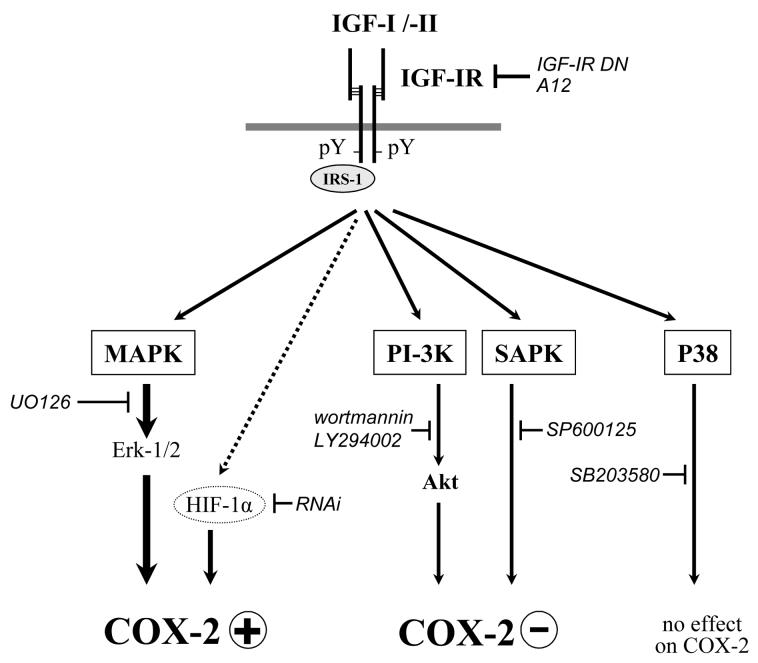 IGF-I /-II
IGF-IR
IGF-IR DN
A12
pY
pY
IRS-1
MAPK
PI-3K
SAPK
P38
UO126
Erk-1/2
wortmannin
LY294002
SP600125
SB203580
Akt
HIF-1α
RNAi
COX-2 +
COX-2 −
no effect
on COX-2